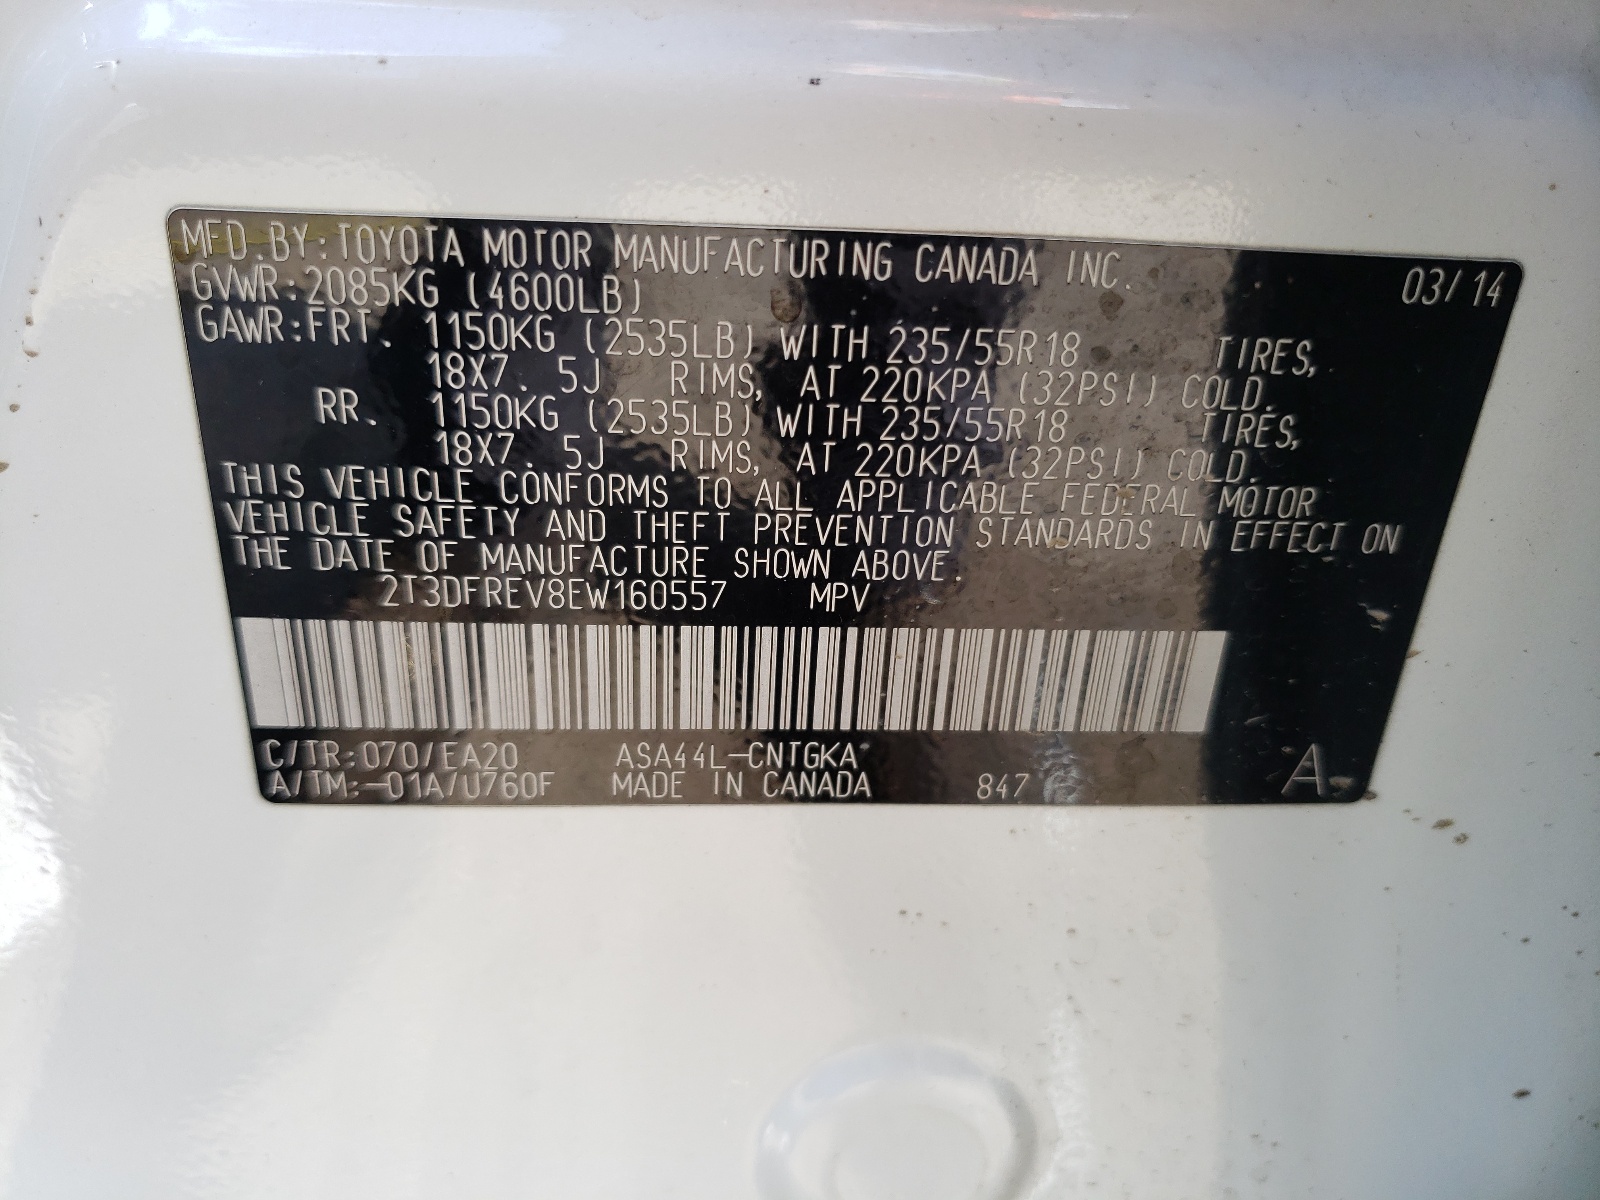 MFD.BY:TOYOTA MOTOR MANUFACTURING CANADA INC. 03/14
GVWR:2085KG (4600LB)
GAWR:FRT. 1150KG (2535LB) WITH 235/55R18 TIRES,
18X7.5J RIMS, AT 220KPA (32PSI) COLD.
RR. 1150KG (2535LB) WITH 235/55R18 TIRES,
18X7.5J RIMS, AT 220KPA (32PSI) COLD.
THIS VEHICLE CONFORMS TO ALL APPLICABLE FEDERAL MOTOR
VEHICLE SAFETY AND THEFT PREVENTION STANDARDS IN EFFECT ON
THE DATE OF MANUFACTURE SHOWN ABOVE.
2T3DFREV8EW160557 MPV
C/TR:070/EA20 ASA44L-CNTGKA
A/TM:-01A/U760F MADE IN CANADA 847 A